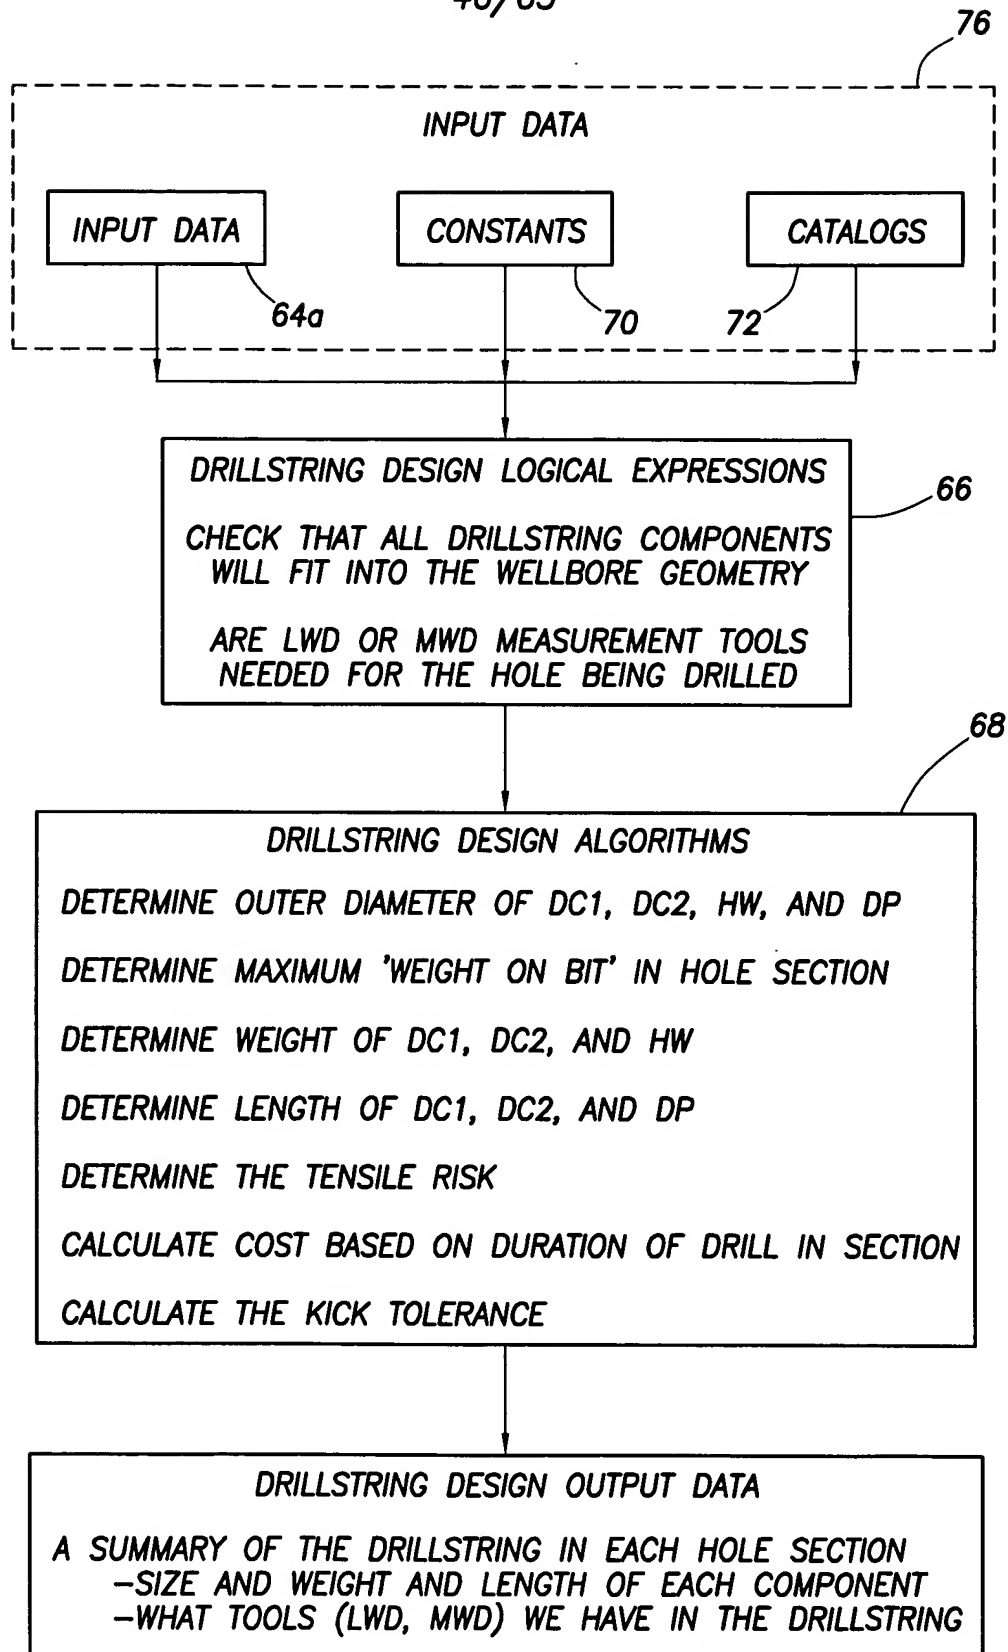 76
INPUT DATA
INPUT DATA
CONSTANTS
CATALOGS
64a
70
72
DRILLSTRING DESIGN LOGICAL EXPRESSIONS
66
CHECK THAT ALL DRILLSTRING COMPONENTS
WILL FIT INTO THE WELLBORE GEOMETRY
ARE LWD OR MWD MEASUREMENT TOOLS
NEEDED FOR THE HOLE BEING DRILLED
68
DRILLSTRING DESIGN ALGORITHMS
DETERMINE OUTER DIAMETER OF DC1, DC2, HW, AND DP
DETERMINE MAXIMUM 'WEIGHT ON BIT' IN HOLE SECTION
DETERMINE WEIGHT OF DC1, DC2, AND HW
DETERMINE LENGTH OF DC1, DC2, AND DP
DETERMINE THE TENSILE RISK
CALCULATE COST BASED ON DURATION OF DRILL IN SECTION
CALCULATE THE KICK TOLERANCE
DRILLSTRING DESIGN OUTPUT DATA
A SUMMARY OF THE DRILLSTRING IN EACH HOLE SECTION
-SIZE AND WEIGHT AND LENGTH OF EACH COMPONENT
-WHAT TOOLS (LWD, MWD) WE HAVE IN THE DRILLSTRING